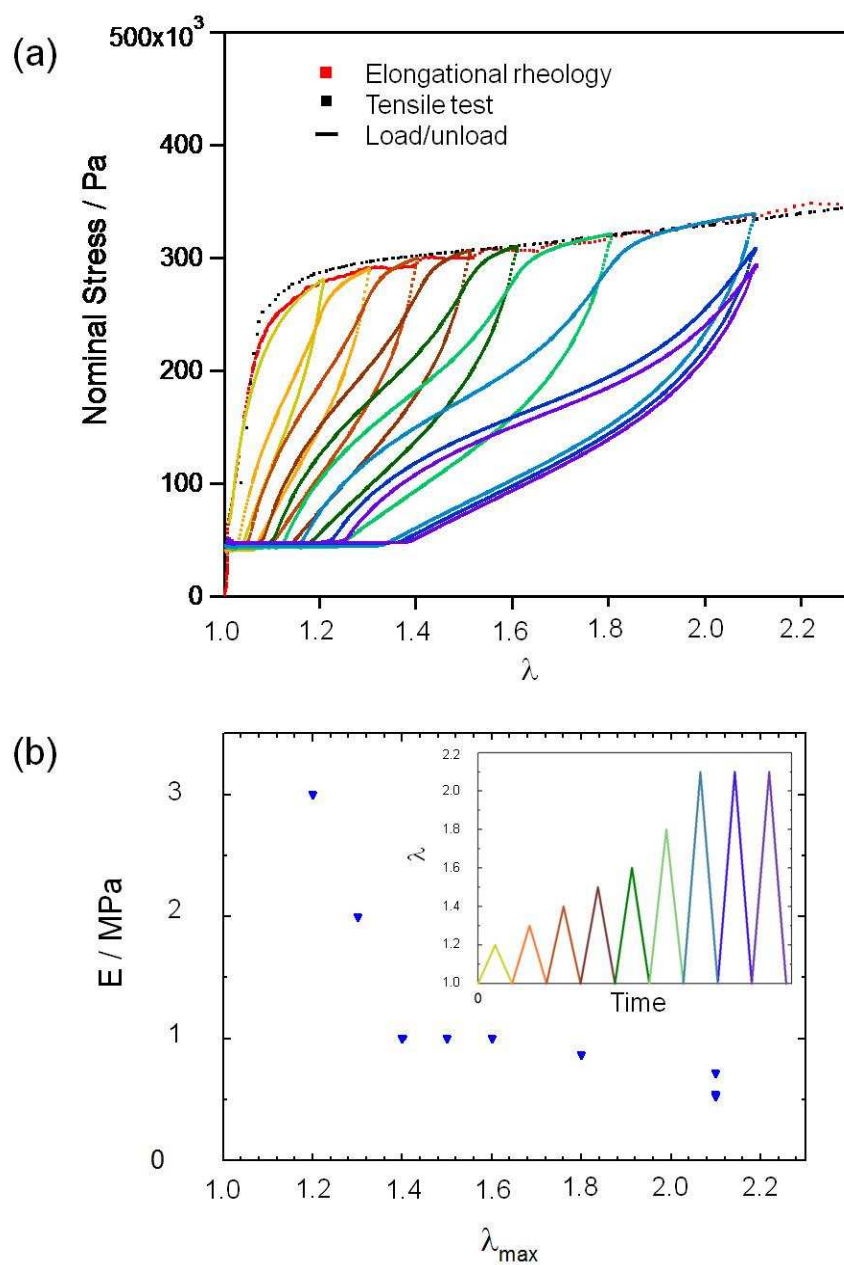 (a)
500x10³
400
300
200
100
0
Nominal Stress / Pa
Elongational rheology
Tensile test
Load/unload
1.0 1.2 1.4 1.6 1.8 2.0 2.2
λ
(b)
3
2
1
0
E / MPa
2.2
2.0
1.8
1.6
1.4
1.2
1.0
λ
0
Time
1.0 1.2 1.4 1.6 1.8 2.0 2.2
λmax